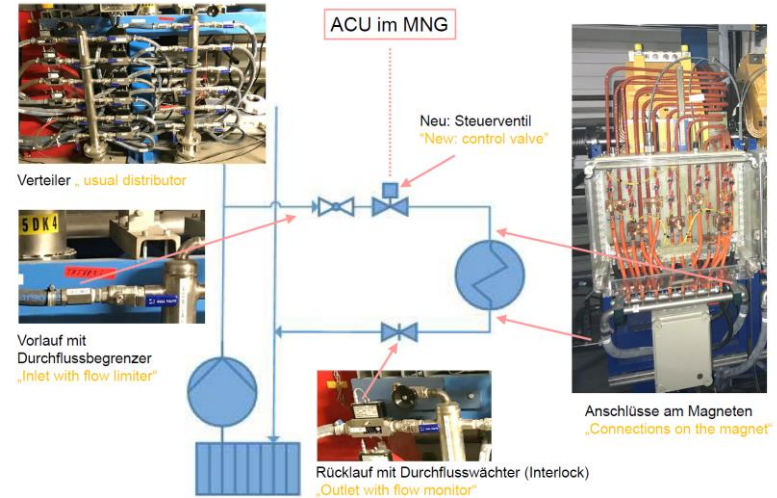 ACU im MNG
Neu: Steuerventil
“New: control valve”
Verteiler „ usual distributor
5DK4
Vorlauf mit
Durchflussbegrenzer
„Inlet with flow limiter“
Anschlüsse am Magneten
„Connections on the magnet“
Rücklauf mit Durchflusswächter (Interlock)
„Outlet with flow monitor“